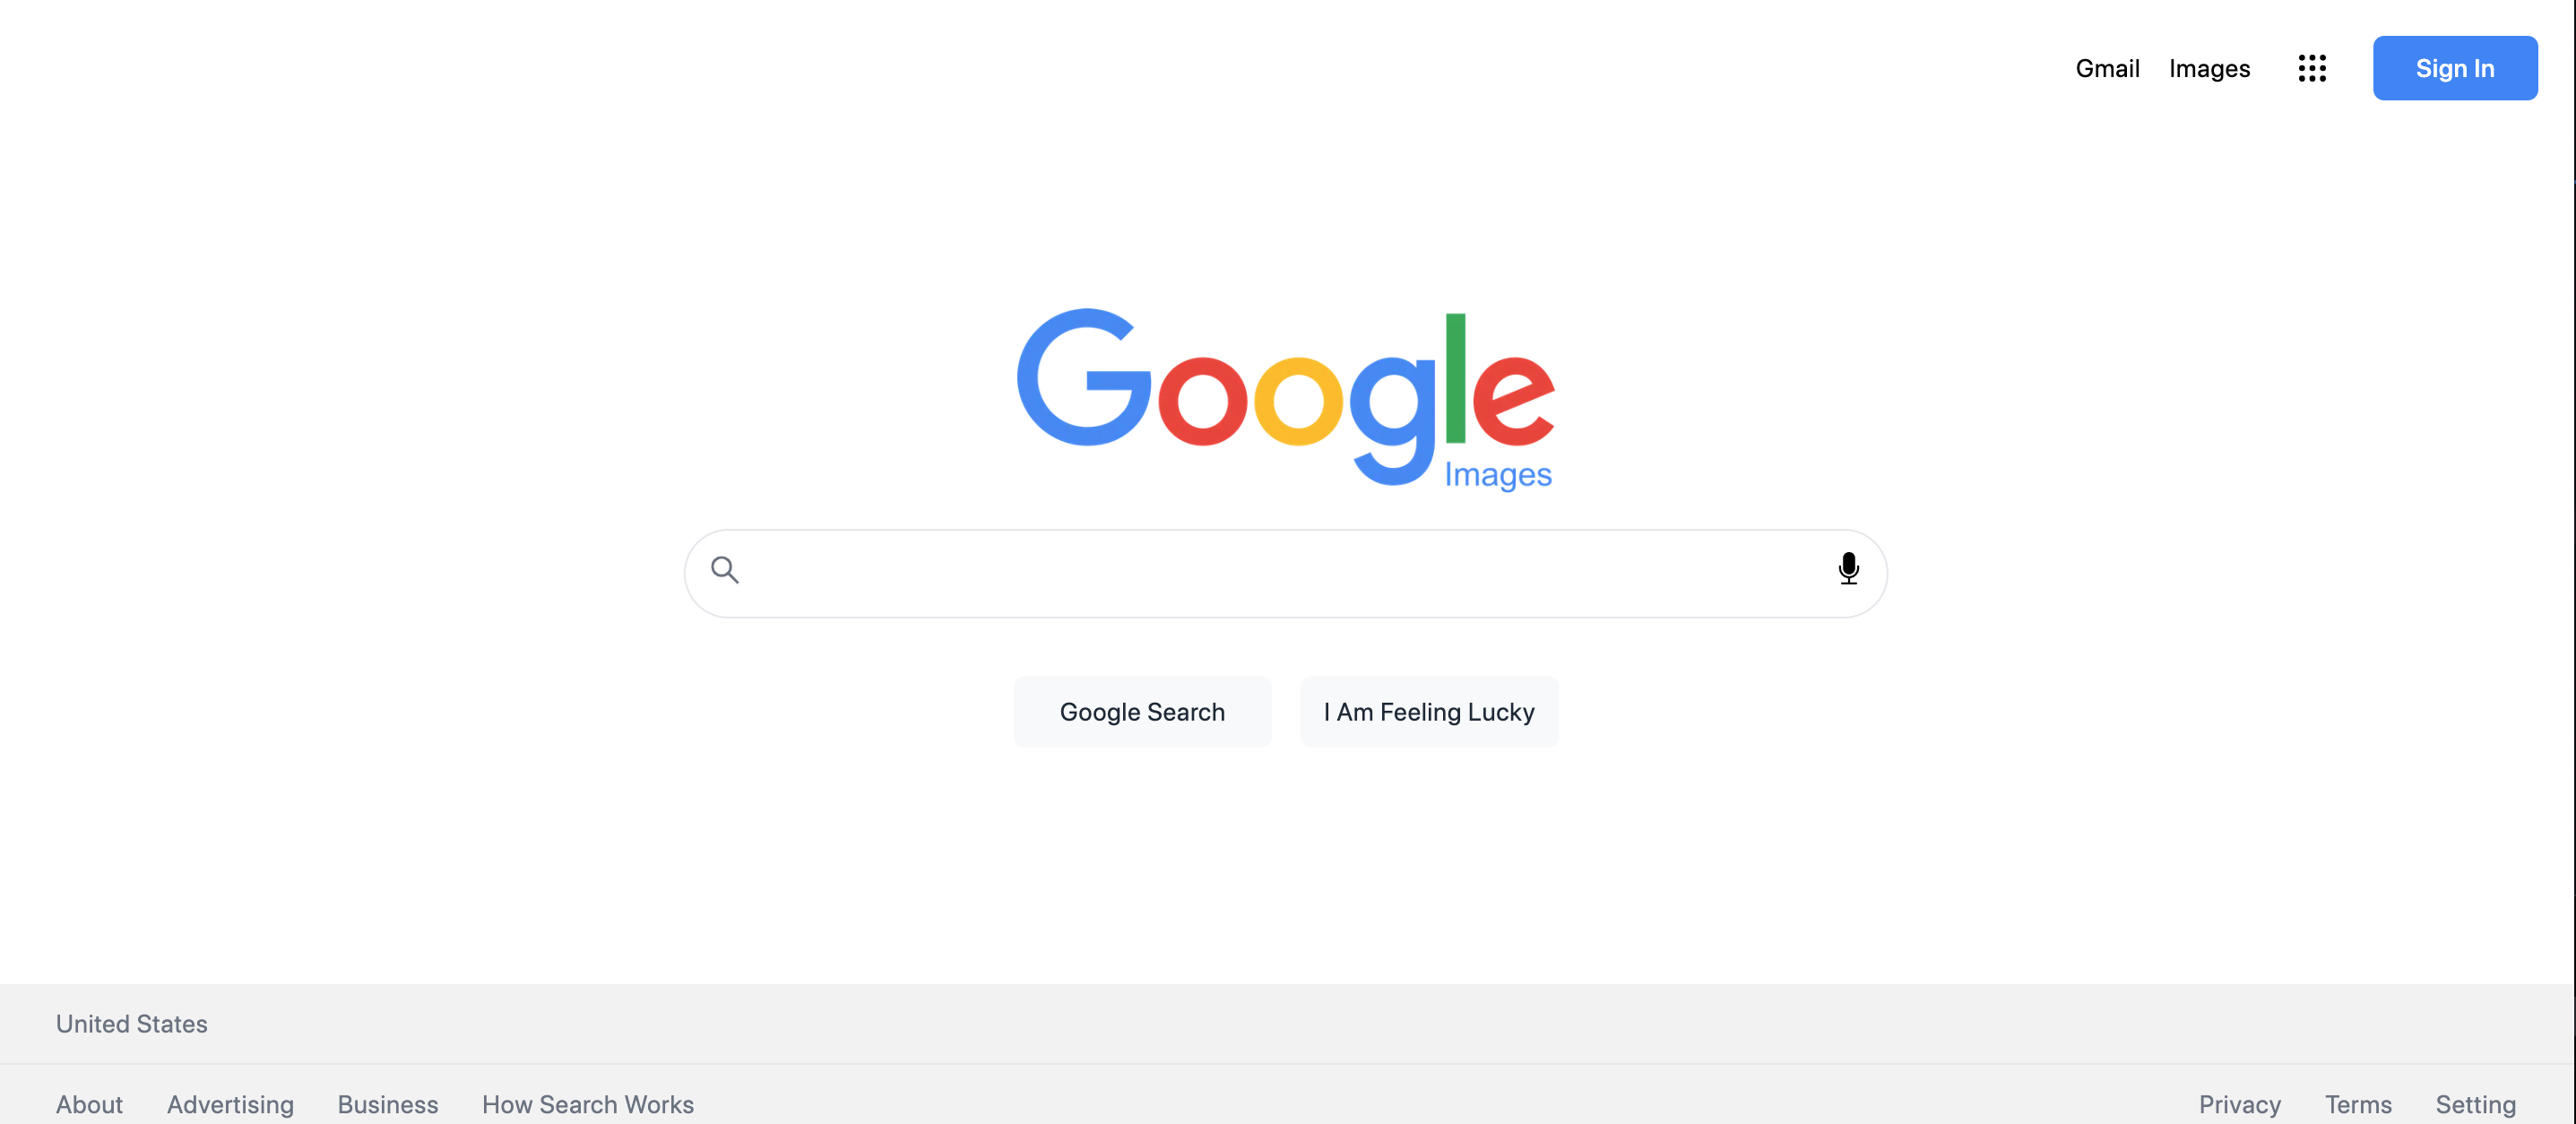 Gmail Images Sign In
Google
Images
Google Search I Am Feeling Lucky
United States
About Advertising Business How Search Works Privacy Terms Setting